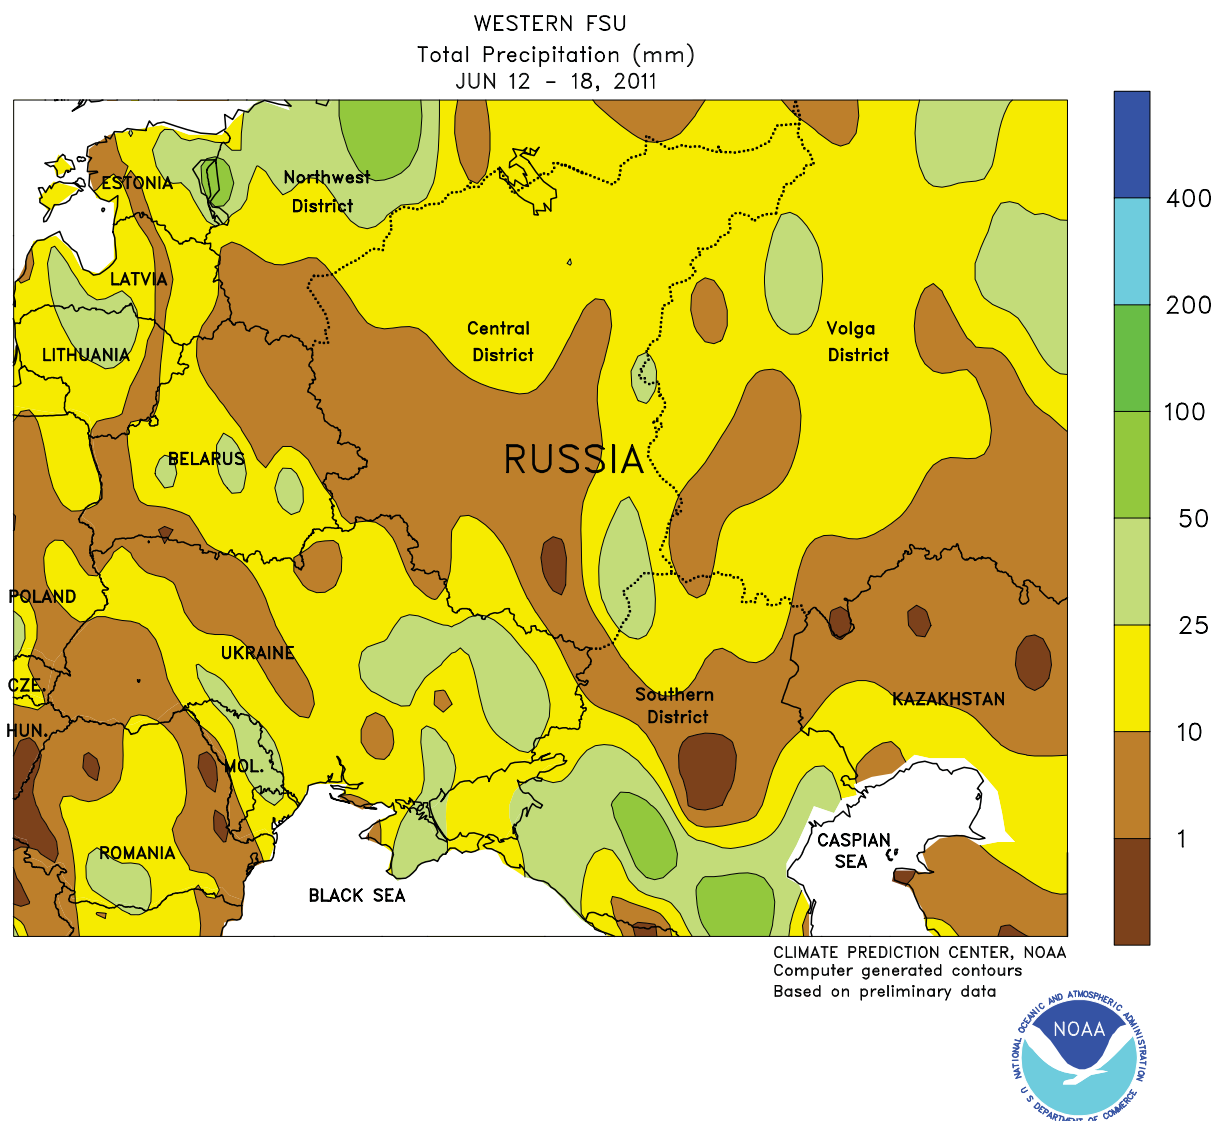 WESTERN FSU
Total Precipitation (mm)
JUN 12 - 18, 2011
ESTONIA
Northwest
District
LATVIA
LITHUANIA
Central
District
Volga
District
RUSSIA
BELARUS
POLAND
UKRAINE
CZE.
Southern
District
KAZAKHSTAN
HUN.
MOL.
ROMANIA
CASPIAN
SEA
BLACK SEA
400
200
100
50
25
10
1
CLIMATE PREDICTION CENTER, NOAA
Computer generated contours
Based on preliminary data
NATIONAL OCEANIC AND ATMOSPHERIC ADMINISTRATION
NOAA
U S DEPARTMENT OF COMMERCE